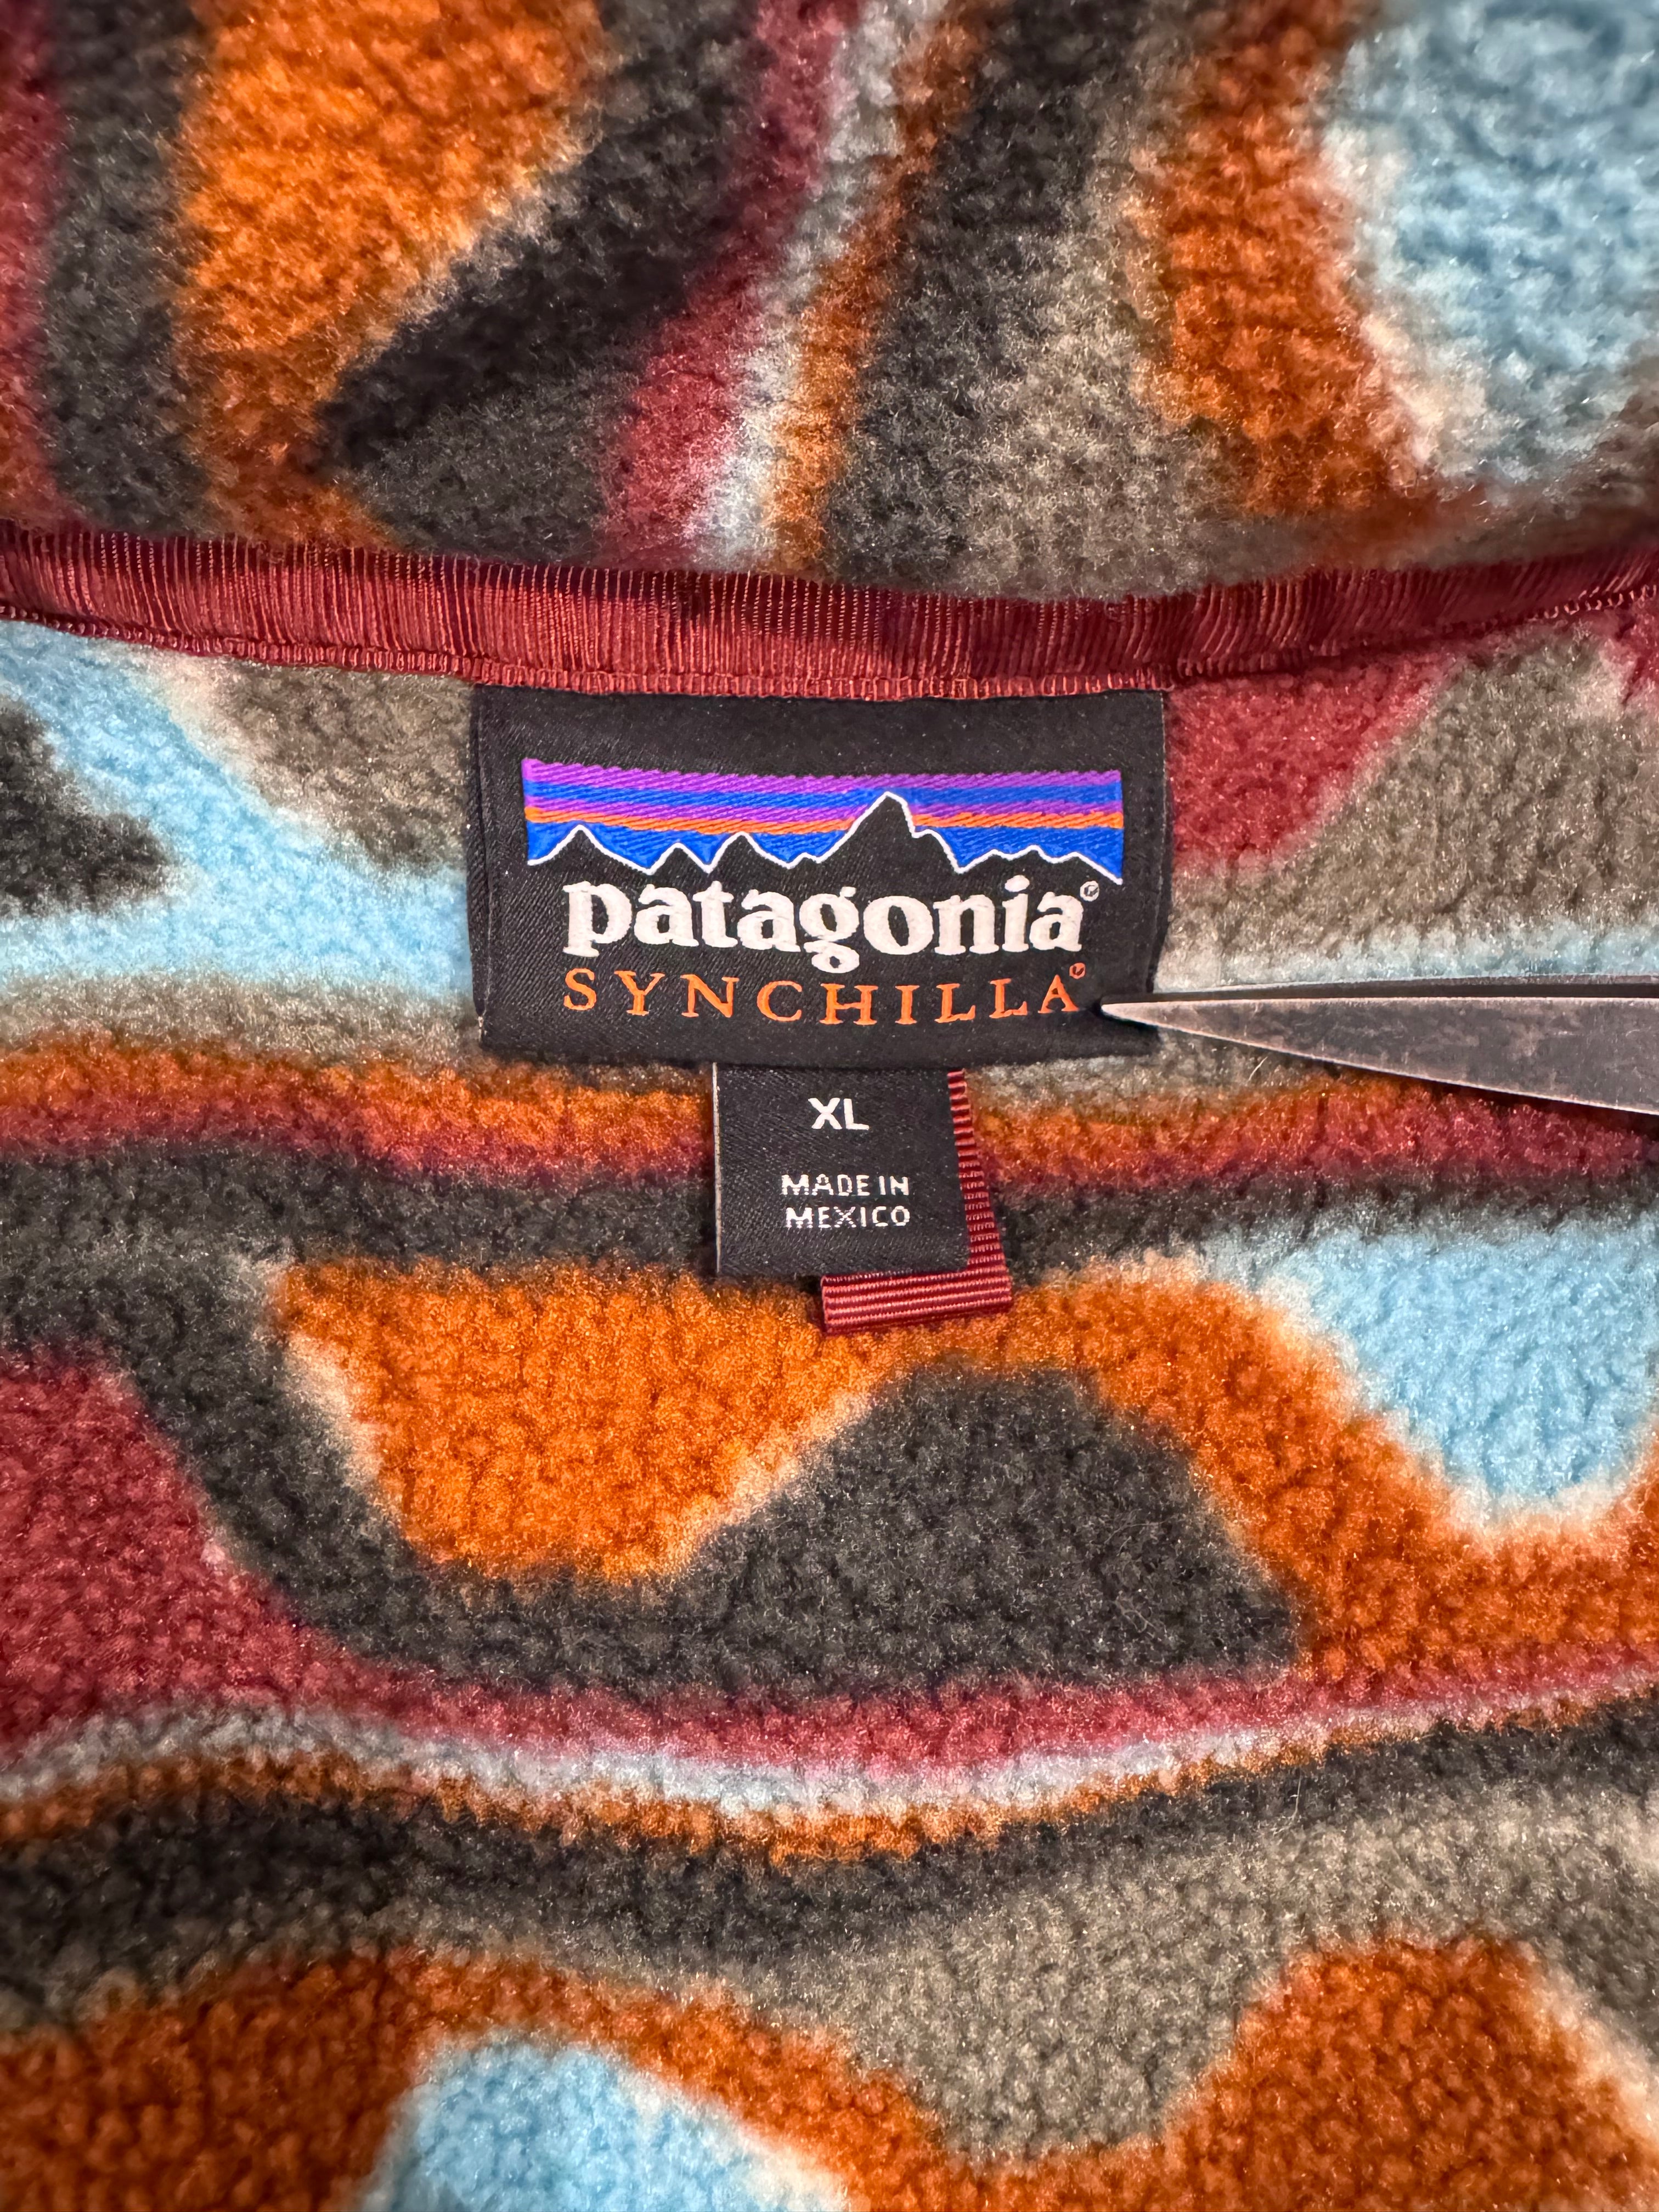 patagonia®
SYNCHILLA®
XL
MADE IN
MEXICO